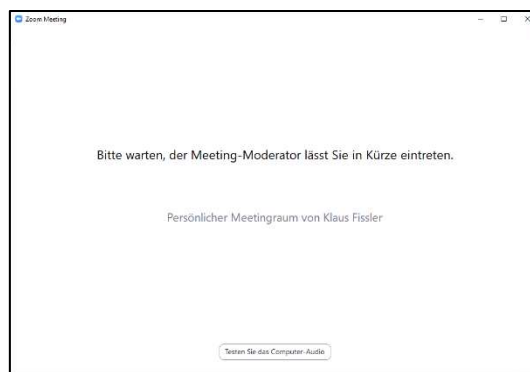 Zoom Meeting
Bitte warten, der Meeting-Moderator lässt Sie in Kürze eintreten.
Persönlicher Meetingraum von Klaus Fissler
Testen Sie das Computer-Audio